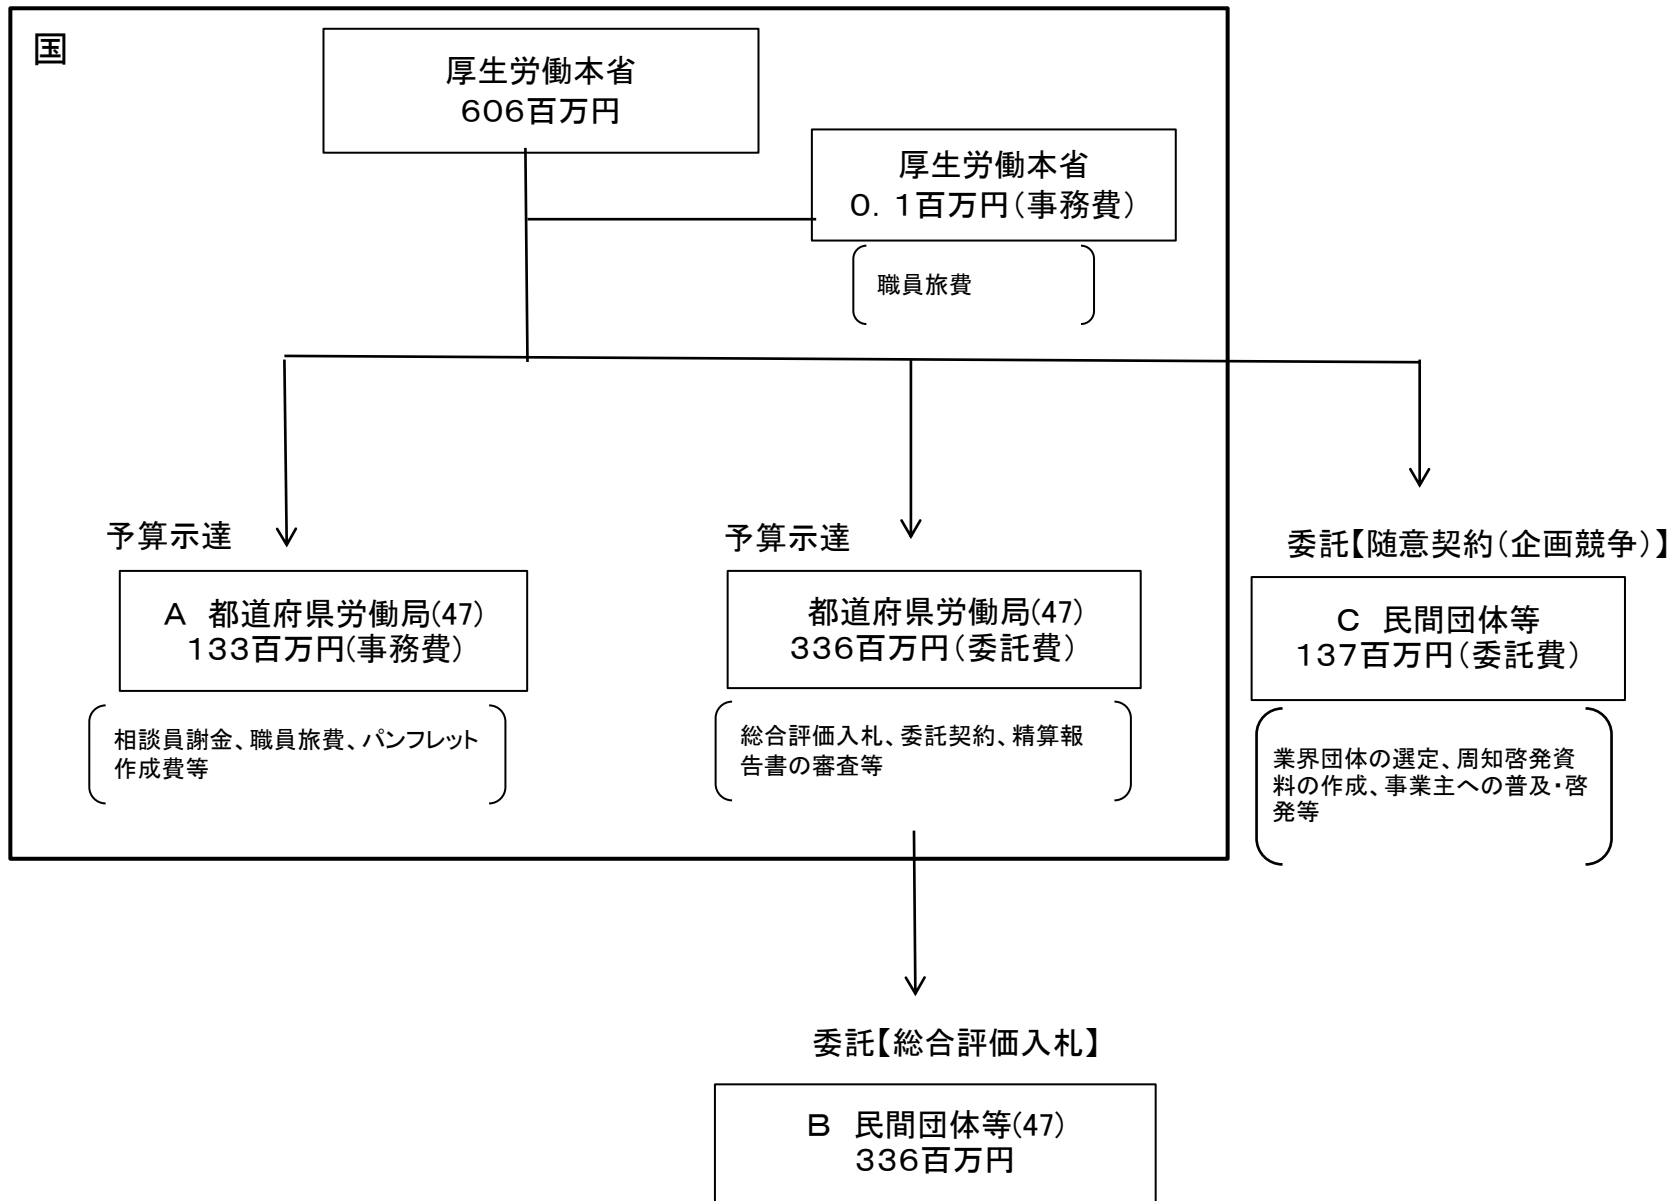 国
厚生労働本省
606百万円
厚生労働本省
0．1百万円(事務費)
職員旅費
予算示達
A　都道府県労働局(47)
133百万円(事務費)
相談員謝金、職員旅費、パンフレット
作成費等
予算示達
都道府県労働局(47)
336百万円(委託費)
総合評価入札、委託契約、精算報
告書の審査等
委託【随意契約(企画競争)】
C　民間団体等
137百万円(委託費)
業界団体の選定、周知啓発資
料の作成、事業主への普及・啓
発等
委託【総合評価入札】
B　民間団体等(47)
336百万円